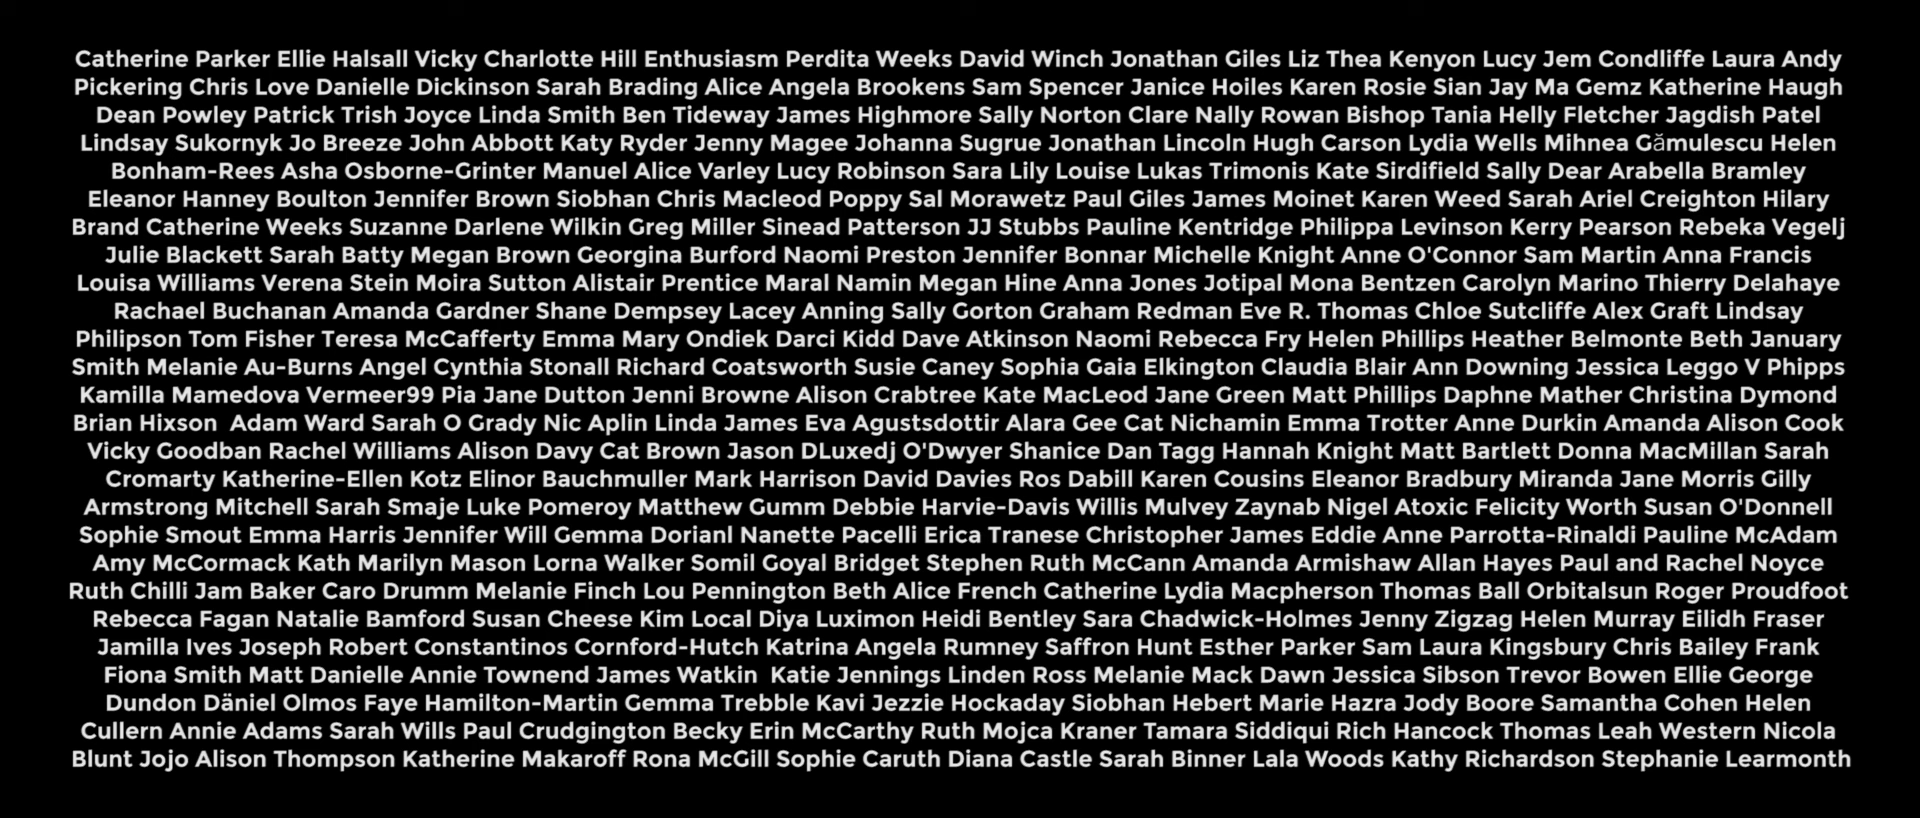 Catherine Parker Ellie Halsall Vicky Charlotte Hill Enthusiasm Perdita Weeks David Winch Jonathan Giles Liz Thea Kenyon Lucy Jem Condliffe Laura Andy
Pickering Chris Love Danielle Dickinson Sarah Brading Alice Angela Brookens Sam Spencer Janice Hoiles Karen Rosie Sian Jay Ma Gemz Katherine Haugh
Dean Powley Patrick Trish Joyce Linda Smith Ben Tideway James Highmore Sally Norton Clare Nally Rowan Bishop Tania Helly Fletcher Jagdish Patel
Lindsay Sukornyk Jo Breeze John Abbott Katy Ryder Jenny Magee Johanna Sugrue Jonathan Lincoln Hugh Carson Lydia Wells Mihnea Gămulescu Helen
Bonham-Rees Asha Osborne-Grinter Manuel Alice Varley Lucy Robinson Sara Lily Louise Lukas Trimonis Kate Sirdifield Sally Dear Arabella Bramley
Eleanor Hanney Boulton Jennifer Brown Siobhan Chris Macleod Poppy Sal Morawetz Paul Giles James Moinet Karen Weed Sarah Ariel Creighton Hilary
Brand Catherine Weeks Suzanne Darlene Wilkin Greg Miller Sinead Patterson JJ Stubbs Pauline Kentridge Philippa Levinson Kerry Pearson Rebeka Vegelj
Julie Blackett Sarah Batty Megan Brown Georgina Burford Naomi Preston Jennifer Bonnar Michelle Knight Anne O'Connor Sam Martin Anna Francis
Louisa Williams Verena Stein Moira Sutton Alistair Prentice Maral Namin Megan Hine Anna Jones Jotipal Mona Bentzen Carolyn Marino Thierry Delahaye
Rachael Buchanan Amanda Gardner Shane Dempsey Lacey Anning Sally Gorton Graham Redman Eve R. Thomas Chloe Sutcliffe Alex Graft Lindsay
Philipson Tom Fisher Teresa McCafferty Emma Mary Ondiek Darci Kidd Dave Atkinson Naomi Rebecca Fry Helen Phillips Heather Belmonte Beth January
Smith Melanie Au-Burns Angel Cynthia Stonall Richard Coatsworth Susie Caney Sophia Gaia Elkington Claudia Blair Ann Downing Jessica Leggo V Phipps
Kamilla Mamedova Vermeer99 Pia Jane Dutton Jenni Browne Alison Crabtree Kate MacLeod Jane Green Matt Phillips Daphne Mather Christina Dymond
Brian Hixson  Adam Ward Sarah O Grady Nic Aplin Linda James Eva Agustsdottir Alara Gee Cat Nichamin Emma Trotter Anne Durkin Amanda Alison Cook
Vicky Goodban Rachel Williams Alison Davy Cat Brown Jason DLuxedj O'Dwyer Shanice Dan Tagg Hannah Knight Matt Bartlett Donna MacMillan Sarah
Cromarty Katherine-Ellen Kotz Elinor Bauchmuller Mark Harrison David Davies Ros Dabill Karen Cousins Eleanor Bradbury Miranda Jane Morris Gilly
Armstrong Mitchell Sarah Smaje Luke Pomeroy Matthew Gumm Debbie Harvie-Davis Willis Mulvey Zaynab Nigel Atoxic Felicity Worth Susan O'Donnell
Sophie Smout Emma Harris Jennifer Will Gemma Dorianl Nanette Pacelli Erica Tranese Christopher James Eddie Anne Parrotta-Rinaldi Pauline McAdam
Amy McCormack Kath Marilyn Mason Lorna Walker Somil Goyal Bridget Stephen Ruth McCann Amanda Armishaw Allan Hayes Paul and Rachel Noyce
Ruth Chilli Jam Baker Caro Drumm Melanie Finch Lou Pennington Beth Alice French Catherine Lydia Macpherson Thomas Ball Orbitalsun Roger Proudfoot
Rebecca Fagan Natalie Bamford Susan Cheese Kim Local Diya Luximon Heidi Bentley Sara Chadwick-Holmes Jenny Zigzag Helen Murray Eilidh Fraser
Jamilla Ives Joseph Robert Constantinos Cornford-Hutch Katrina Angela Rumney Saffron Hunt Esther Parker Sam Laura Kingsbury Chris Bailey Frank
Fiona Smith Matt Danielle Annie Townend James Watkin  Katie Jennings Linden Ross Melanie Mack Dawn Jessica Sibson Trevor Bowen Ellie George
Dundon Däniel Olmos Faye Hamilton-Martin Gemma Trebble Kavi Jezzie Hockaday Siobhan Hebert Marie Hazra Jody Boore Samantha Cohen Helen
Cullern Annie Adams Sarah Wills Paul Crudgington Becky Erin McCarthy Ruth Mojca Kraner Tamara Siddiqui Rich Hancock Thomas Leah Western Nicola
Blunt Jojo Alison Thompson Katherine Makaroff Rona McGill Sophie Caruth Diana Castle Sarah Binner Lala Woods Kathy Richardson Stephanie Learmonth